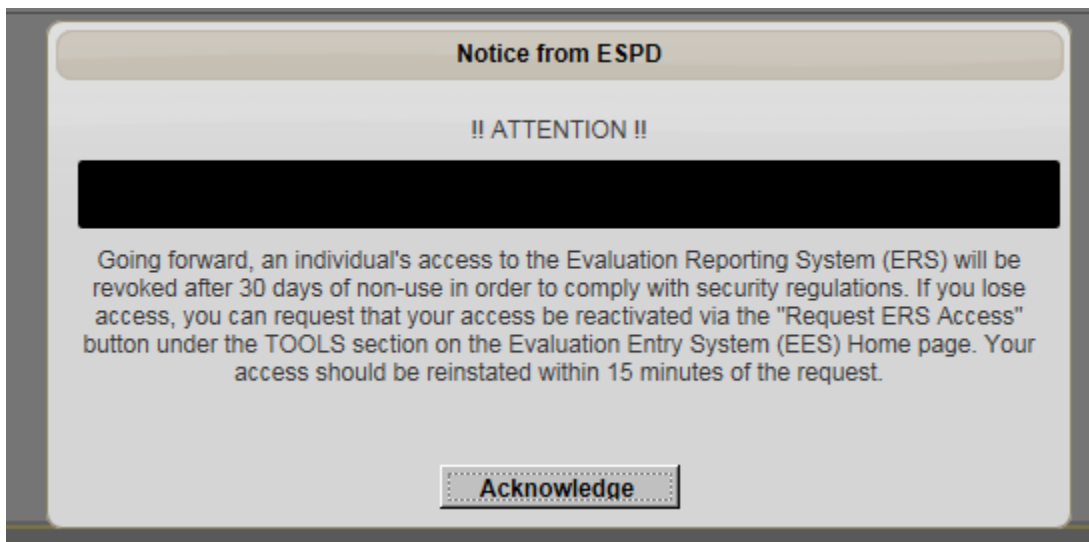 Notice from ESPD
!! ATTENTION !!
Going forward, an individual's access to the Evaluation Reporting System (ERS) will be
revoked after 30 days of non-use in order to comply with security regulations. If you lose
access, you can request that your access be reactivated via the "Request ERS Access"
button under the TOOLS section on the Evaluation Entry System (EES) Home page. Your
access should be reinstated within 15 minutes of the request.
Acknowledge